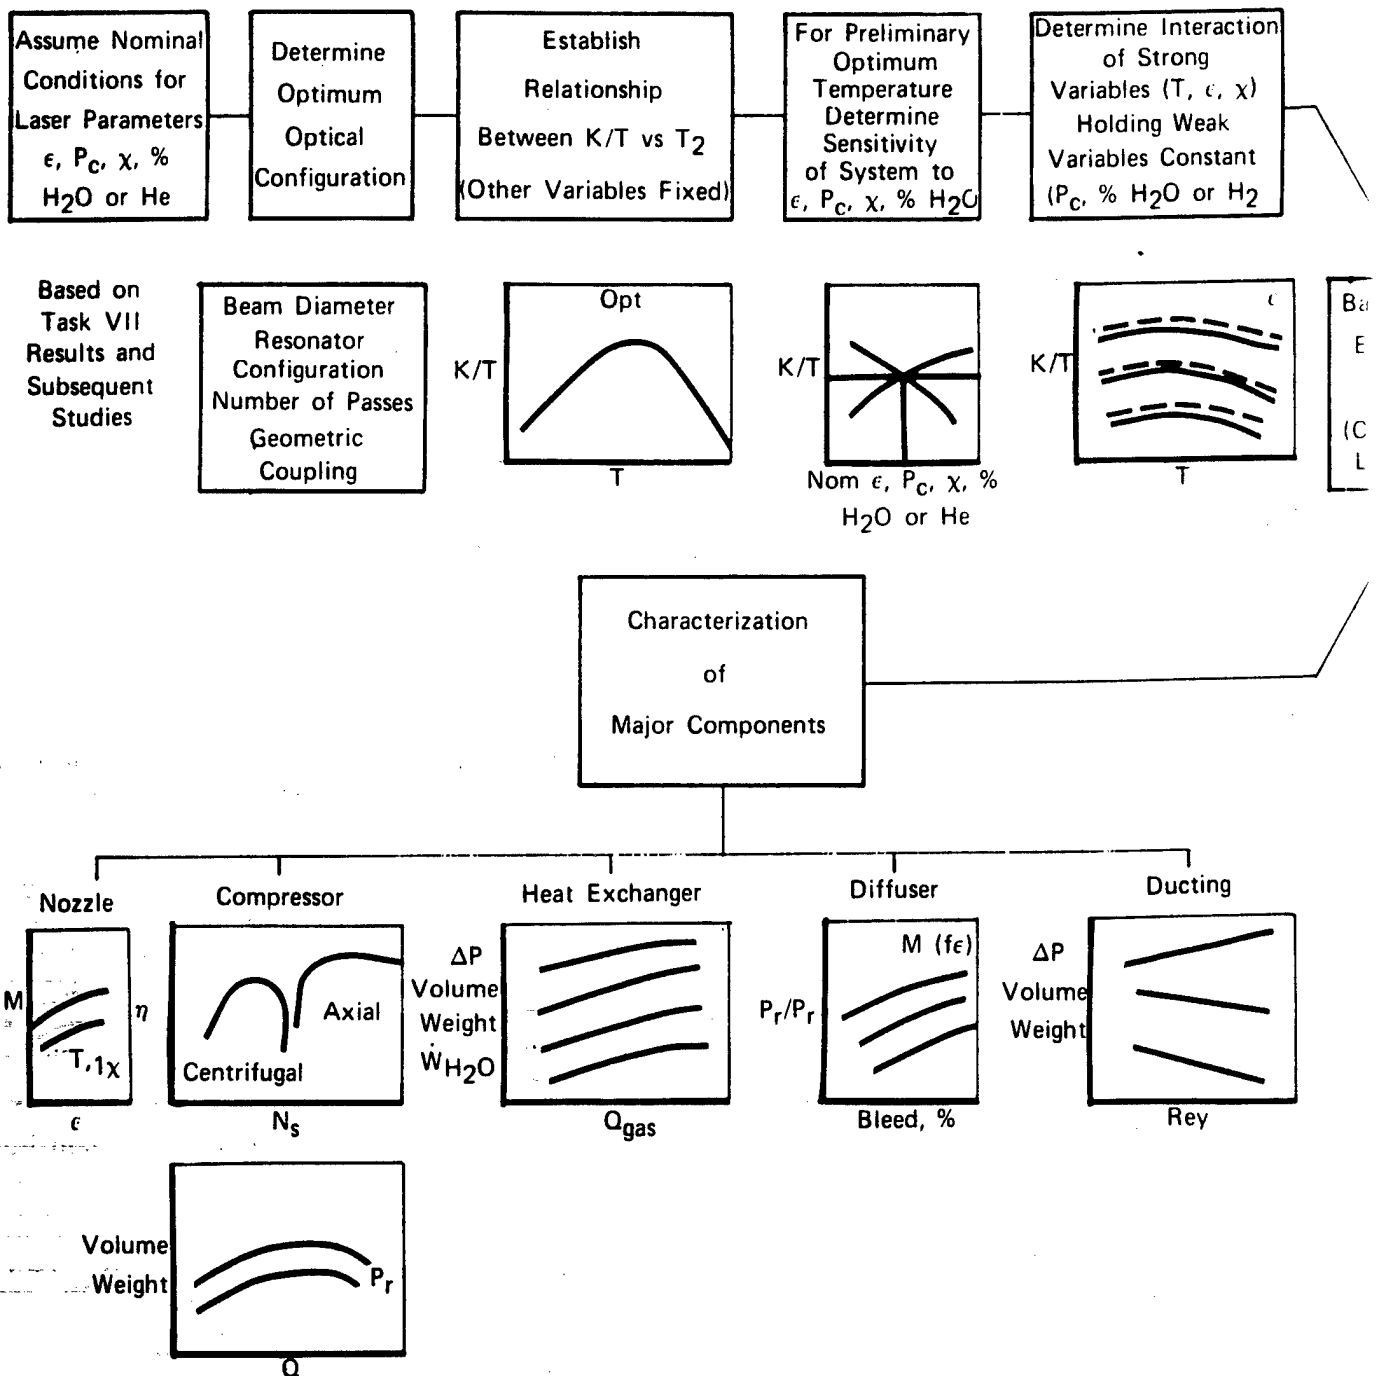 Assume Nominal
Conditions for
Laser Parameters
ϵ, Pc, χ, %
H2O or He
Determine
Optimum
Optical
Configuration
Establish
Relationship
Between K/T vs T2
(Other Variables Fixed)
For Preliminary
Optimum
Temperature
Determine
Sensitivity
of System to
ϵ, Pc, χ, % H2O
Determine Interaction
of Strong
Variables (T, ϵ, χ)
Holding Weak
Variables Constant
(Pc, % H2O or H2
Based on
Task VII
Results and
Subsequent
Studies
Beam Diameter
Resonator
Configuration
Number of Passes
Geometric
Coupling
Opt
K/T
T
K/T
Nom ϵ, Pc, χ, %
H2O or He
ϵ
K/T
T
Ba
E
(C
L
Characterization
of
Major Components
Nozzle
M
T,1χ
ϵ
Compressor
η
Axial
Centrifugal
Ns
Heat Exchanger
ΔP
Volume
Weight
ẆH2O
Qgas
Diffuser
M (fϵ)
Pr/Pr
Bleed, %
Ducting
ΔP
Volume
Weight
Rey
Volume
Weight
Pr
Q